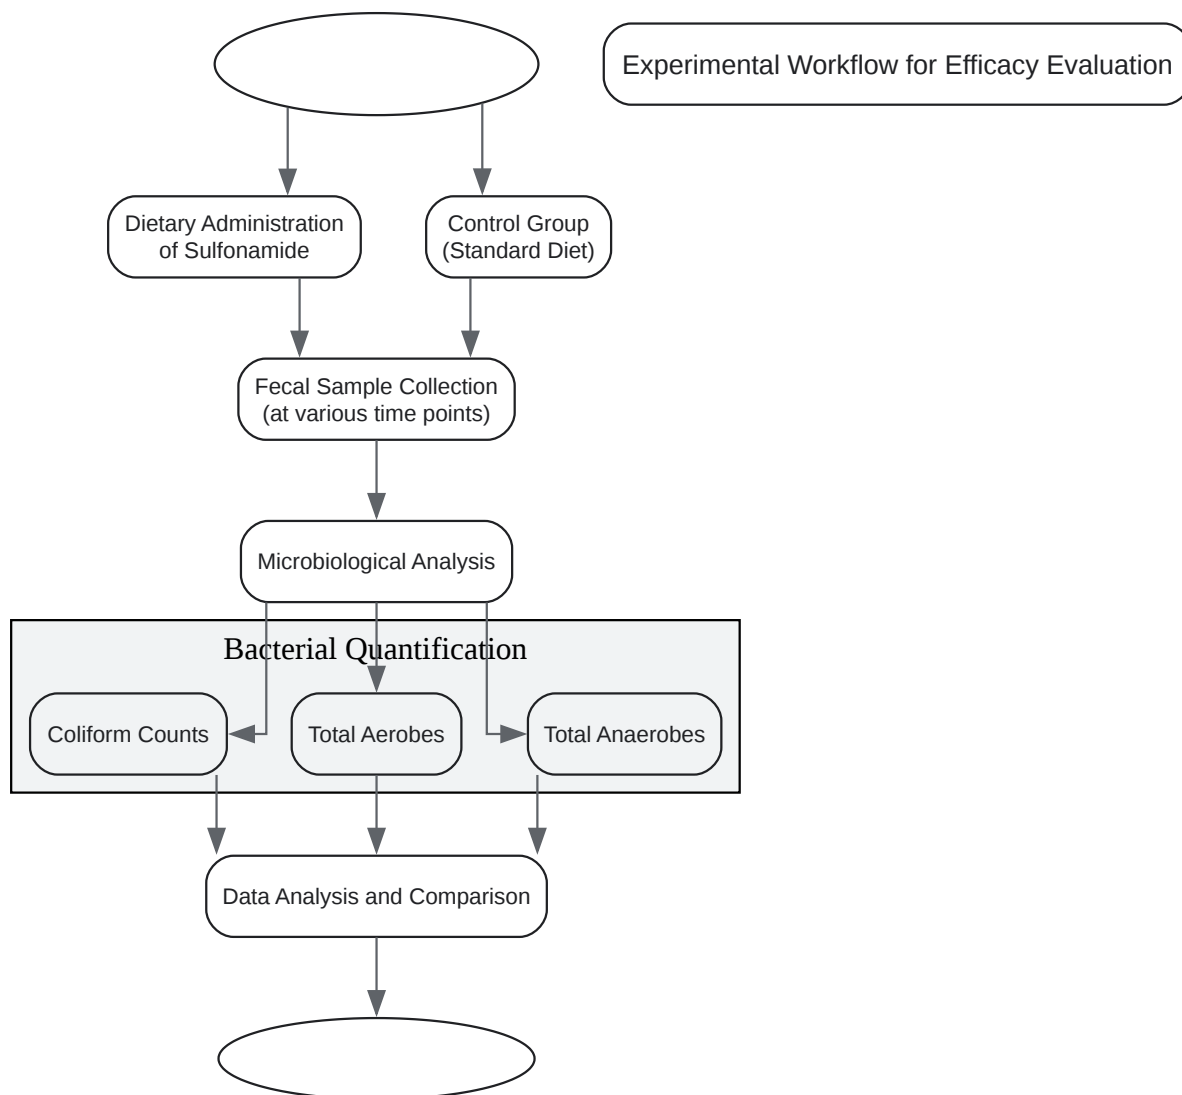 Experimental Workflow for Efficacy Evaluation
Dietary Administration
of Sulfonamide
Control Group
(Standard Diet)
Fecal Sample Collection
(at various time points)
Microbiological Analysis
Bacterial Quantification
Coliform Counts
Total Aerobes
Total Anaerobes
Data Analysis and Comparison